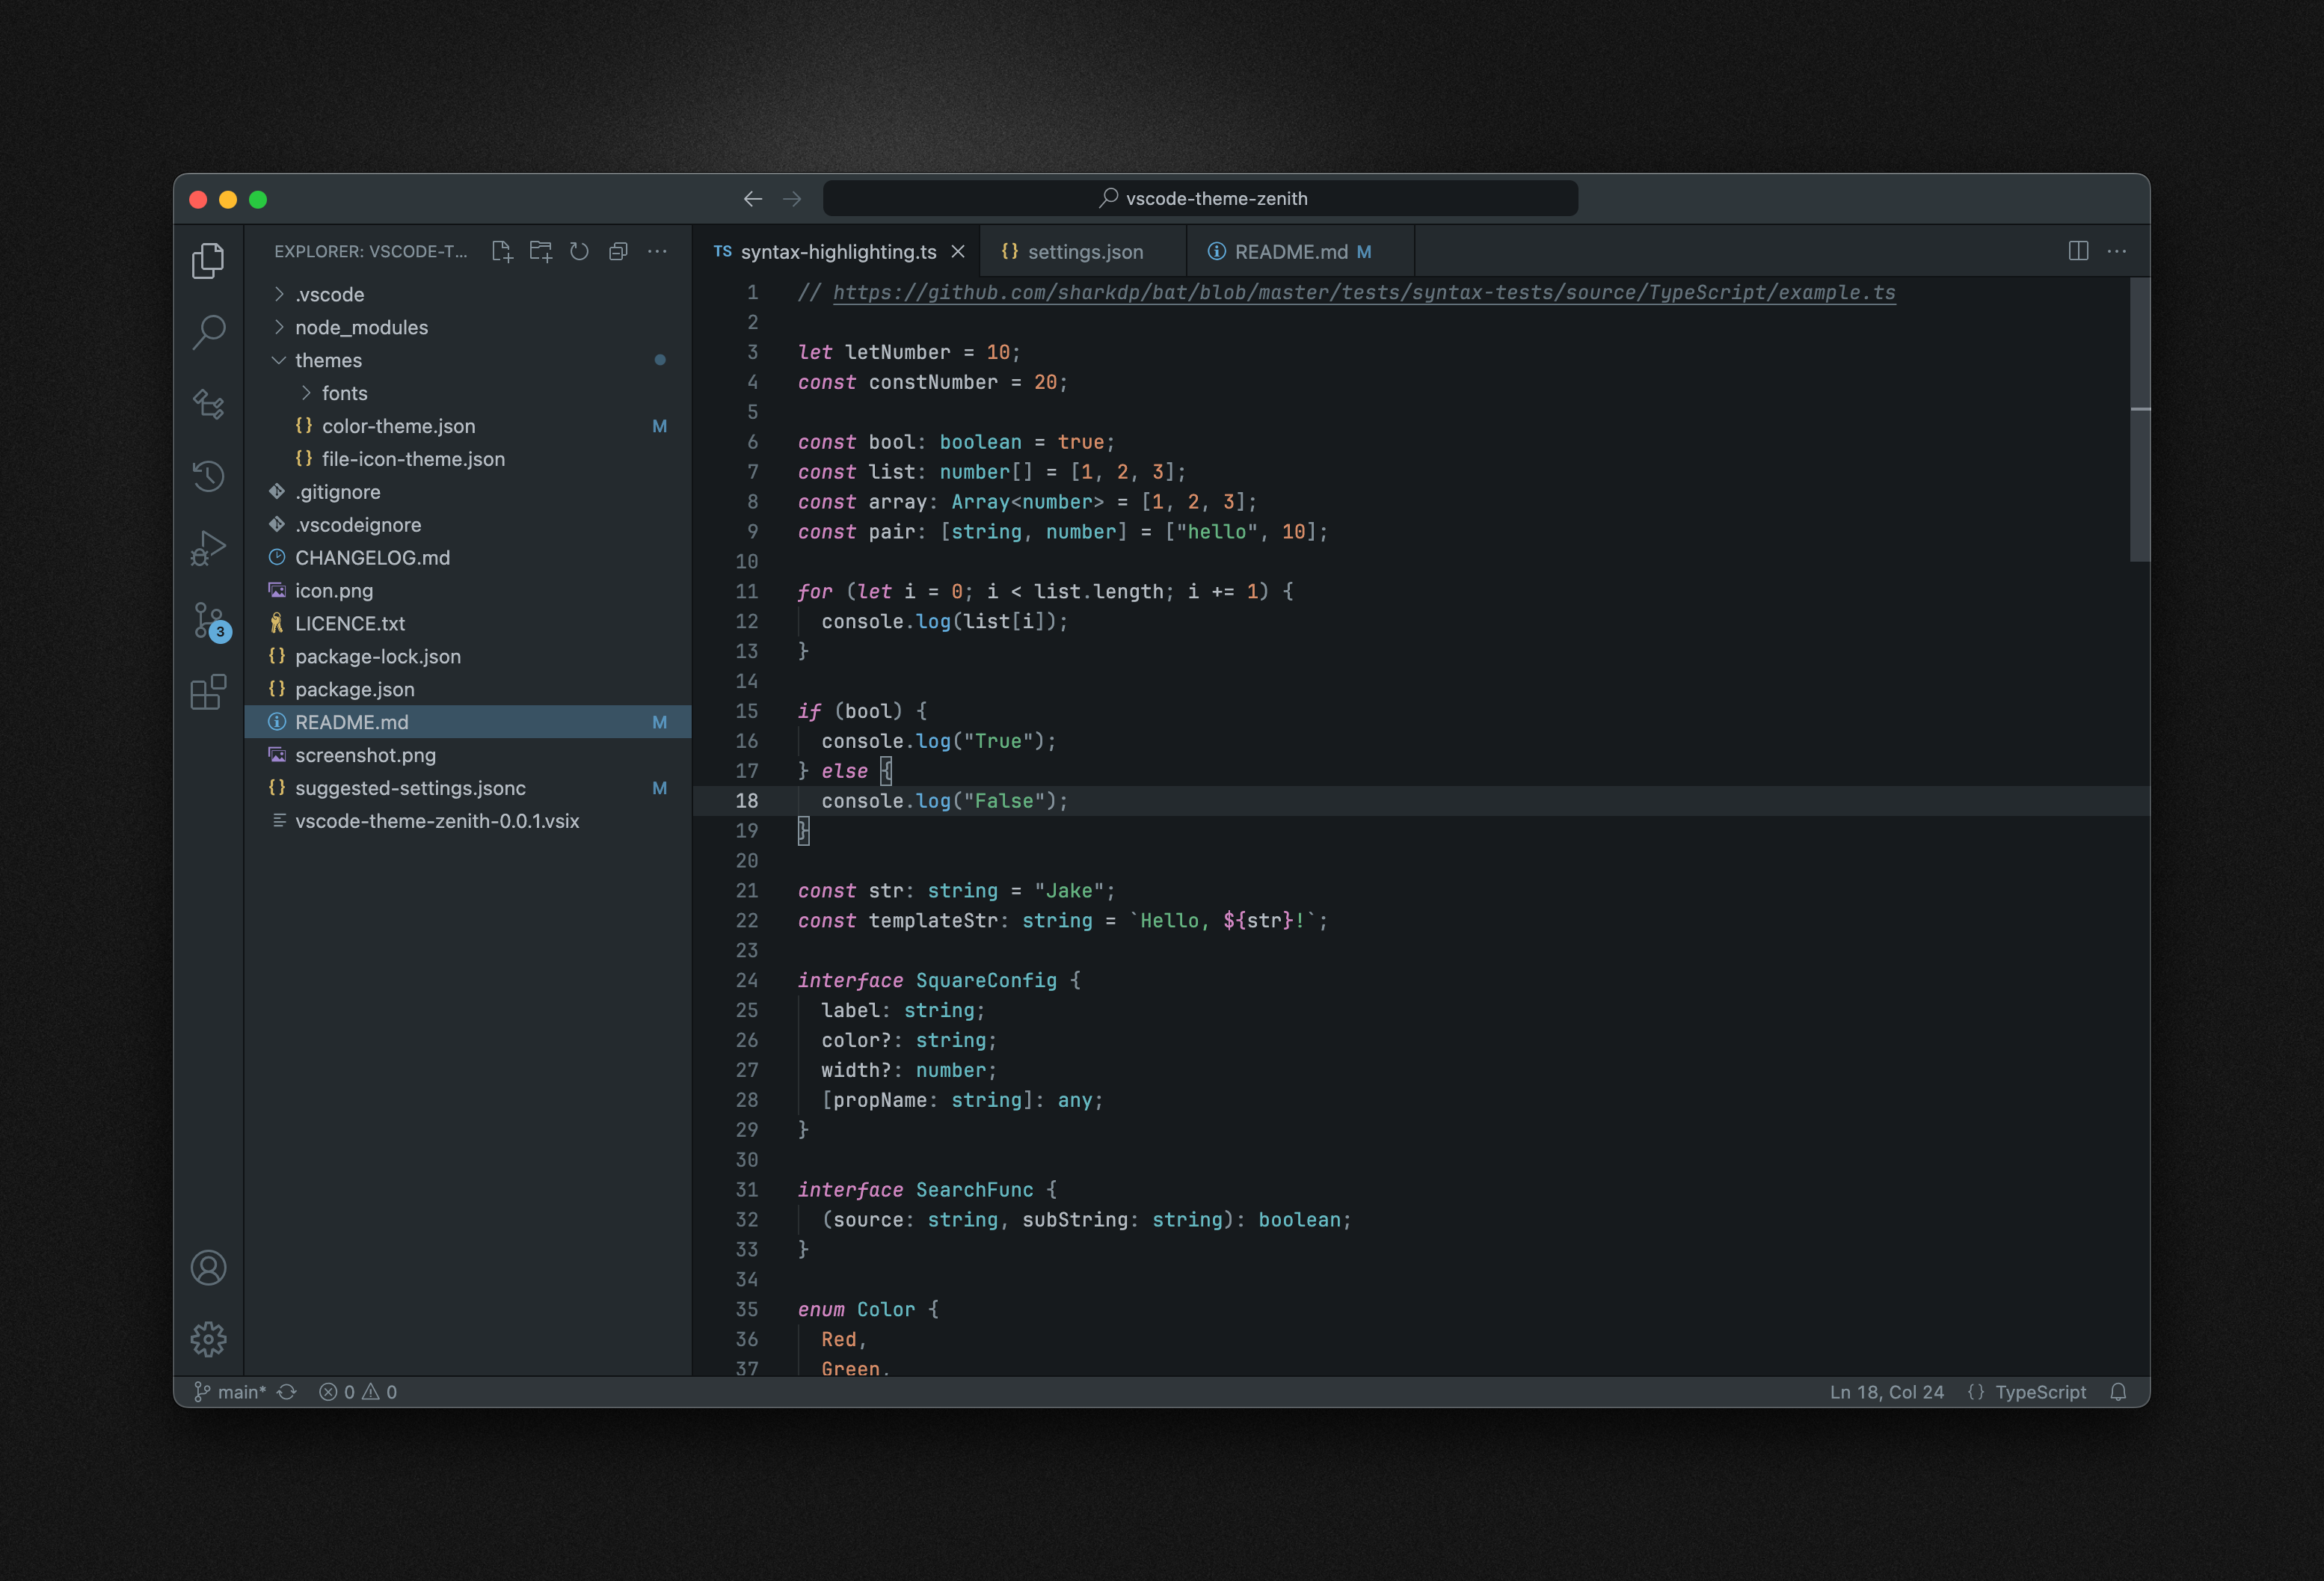 vscode-theme-zenith
EXPLORER: VSCODE-T...
.vscode
node_modules
themes
fonts
{} color-theme.json M
{} file-icon-theme.json
.gitignore
.vscodeignore
CHANGELOG.md
icon.png
LICENCE.txt
{} package-lock.json
{} package.json
README.md M
screenshot.png
{} suggested-settings.jsonc M
vscode-theme-zenith-0.0.1.vsix
3
TS syntax-highlighting.ts
{} settings.json
README.md M
1 // https://github.com/sharkdp/bat/blob/master/tests/syntax-tests/source/TypeScript/example.ts
2
3 let letNumber = 10;
4 const constNumber = 20;
5
6 const bool: boolean = true;
7 const list: number[] = [1, 2, 3];
8 const array: Array<number> = [1, 2, 3];
9 const pair: [string, number] = ["hello", 10];
10
11 for (let i = 0; i < list.length; i += 1) {
12   console.log(list[i]);
13 }
14
15 if (bool) {
16   console.log("True");
17 } else {
18   console.log("False");
19 }
20
21 const str: string = "Jake";
22 const templateStr: string = `Hello, ${str}!`;
23
24 interface SquareConfig {
25   label: string;
26   color?: string;
27   width?: number;
28   [propName: string]: any;
29 }
30
31 interface SearchFunc {
32   (source: string, subString: string): boolean;
33 }
34
35 enum Color {
36   Red,
37   Green,
main* 0 0
Ln 18, Col 24 {} TypeScript